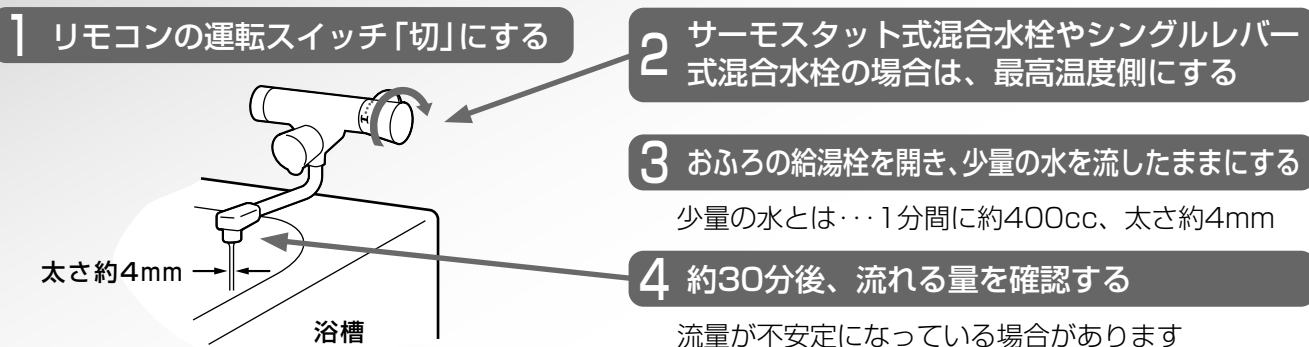 1 リモコンの運転スイッチ「切」にする
2 サーモスタット式混合水栓やシングルレバー
式混合水栓の場合は、最高温度側にする
3 おふろの給湯栓を開き、少量の水を流したままにする
少量の水とは・・・1分間に約400cc、太さ約4mm
4 約30分後、流れる量を確認する
流量が不安定になっている場合があります
太さ約4mm
浴槽